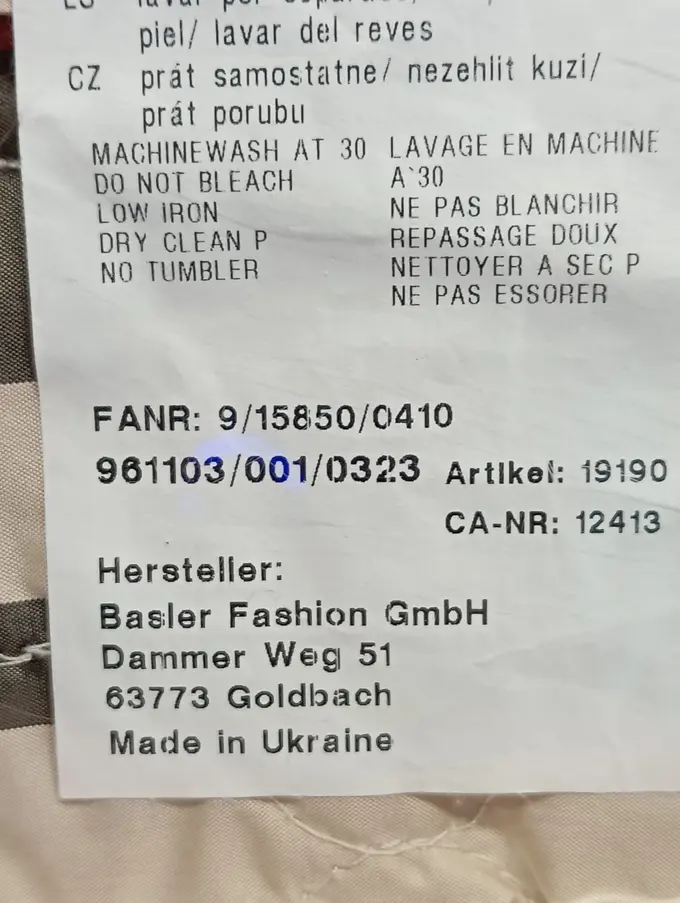 piel/ lavar del reves
CZ prát samostatne/ nezehlit kuzi/
prát porubu
MACHINEWASH AT 30
DO NOT BLEACH
LOW IRON
DRY CLEAN P
NO TUMBLER
LAVAGE EN MACHINE
A`30
NE PAS BLANCHIR
REPASSAGE DOUX
NETTOYER A SEC P
NE PAS ESSORER
FANR: 9/15850/0410
961103/001/0323 Artikel: 19190
CA-NR: 12413
Hersteller:
Basler Fashion GmbH
Dammer Weg 51
63773 Goldbach
Made in Ukraine